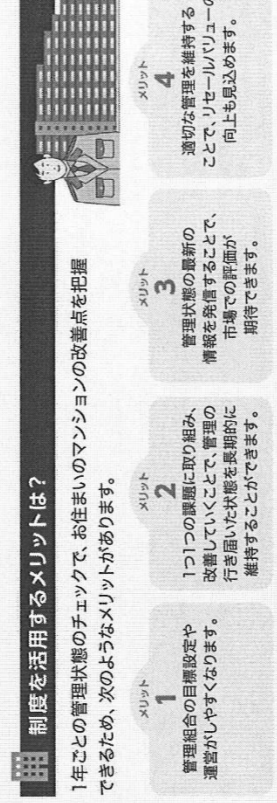 制度を活用するメリットは？
1年ごとの管理状態のチェックで、お住まいのマンションの改善点を把握
できるため、次のようなメリットがあります。
メリット
1
管理組合の目標設定や
運営がしやすくなります。
メリット
2
1つ1つの課題に取り組み、
改善していくことで、管理の
行き届いた状態を長期的に
維持することができます。
メリット
3
管理状態の最新の
情報を発信することで、
市場での評価が
期待できます。
メリット
4
適切な管理を維持する
ことで、リセールバリューの
向上も見込めます。